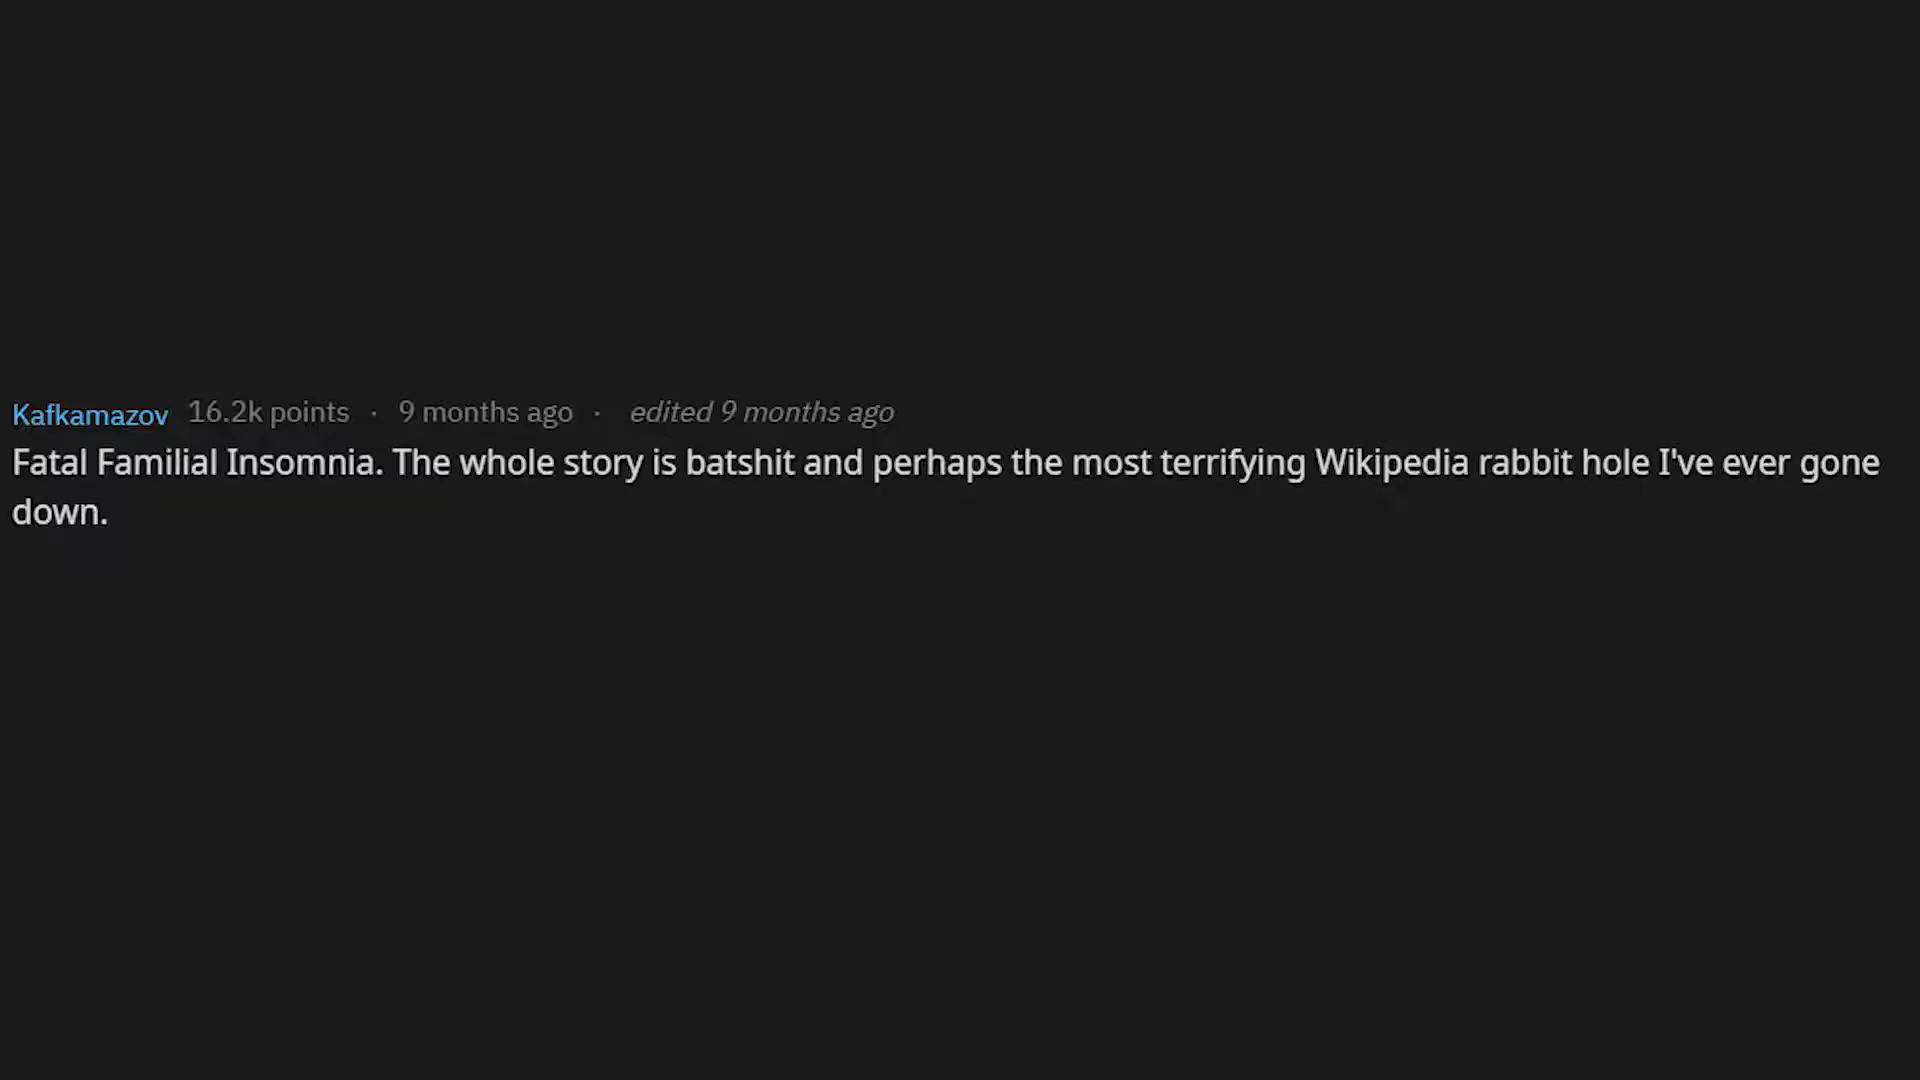 Kafkamazov 16.2k points · 9 months ago · edited 9 months ago
Fatal Familial Insomnia. The whole story is batshit and perhaps the most terrifying Wikipedia rabbit hole I've ever gone
down.